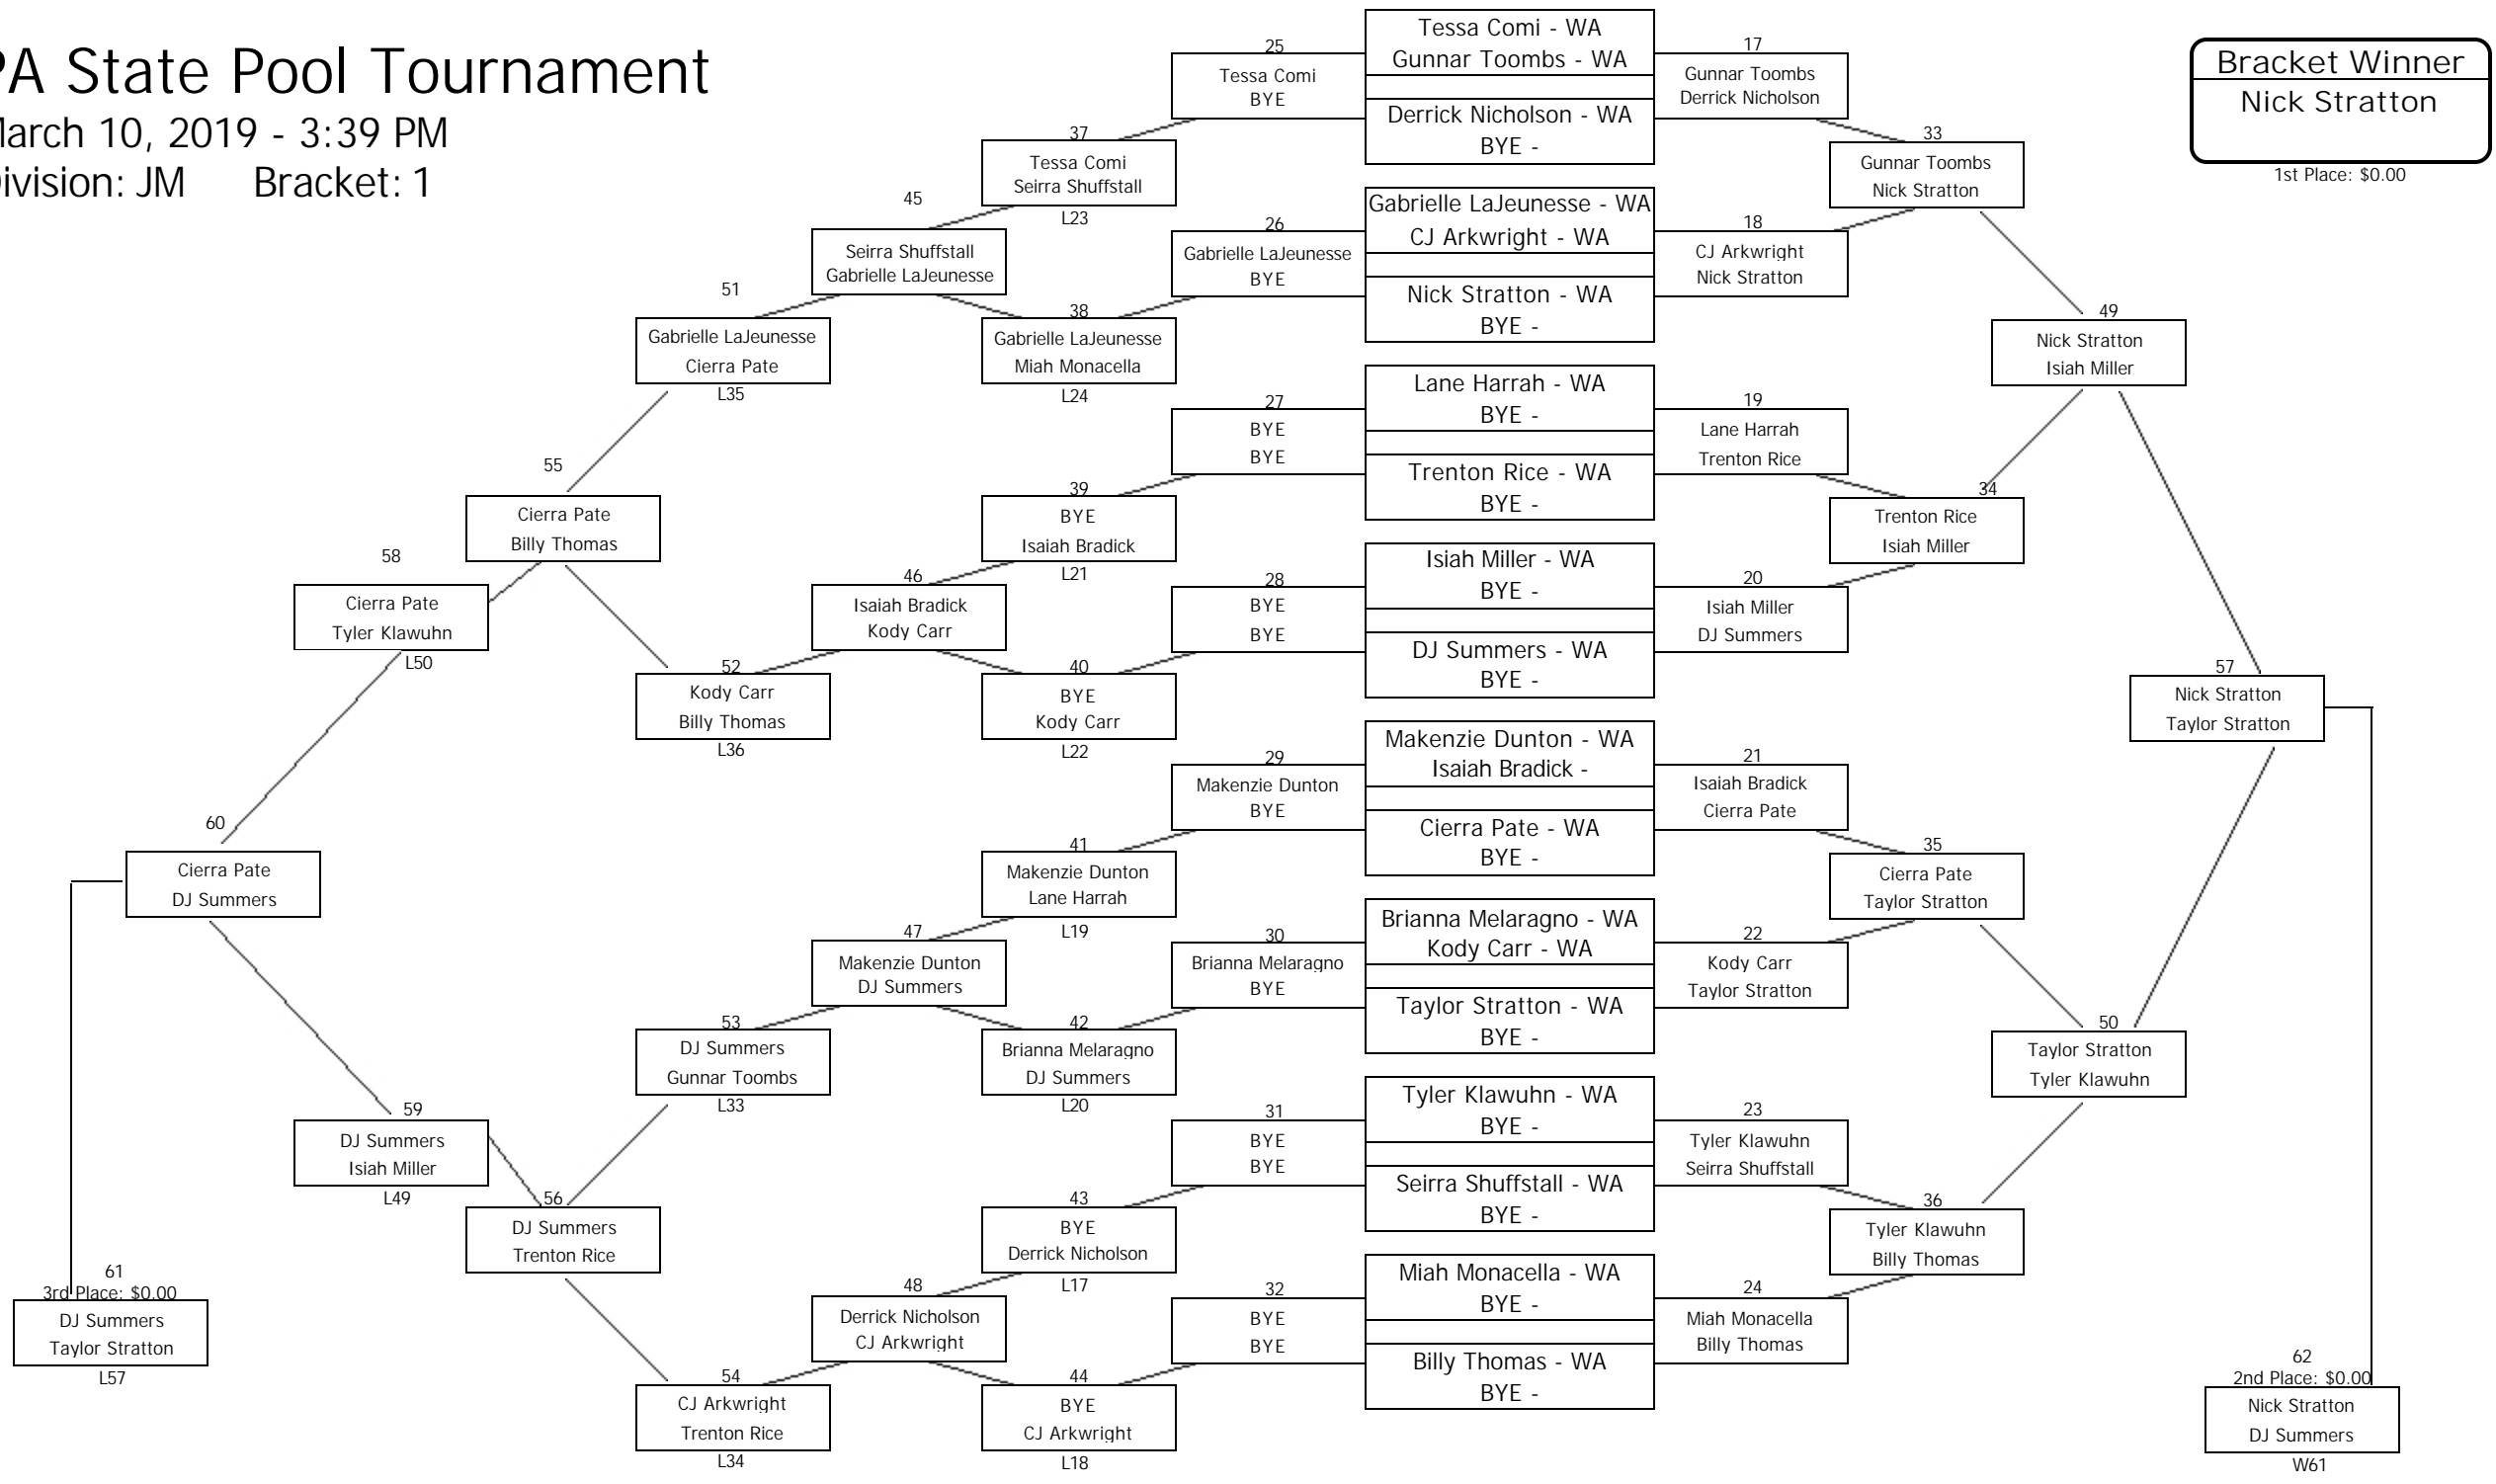 PA State Pool Tournament
March 10, 2019 - 3:39 PM
Division: JM Bracket: 1
Bracket Winner
Nick Stratton
1st Place: $0.00
61
3rd Place: $0.00
DJ Summers
Taylor Stratton
L57
60
Cierra Pate
DJ Summers
58
Cierra Pate
Tyler Klawuhn
L50
59
DJ Summers
Isiah Miller
L49
55
Cierra Pate
Billy Thomas
56
DJ Summers
Trenton Rice
51
Gabrielle LaJeunesse
Cierra Pate
L35
52
Kody Carr
Billy Thomas
L36
53
DJ Summers
Gunnar Toombs
L33
54
CJ Arkwright
Trenton Rice
L34
45
Seirra Shuffstall
Gabrielle LaJeunesse
46
Isaiah Bradick
Kody Carr
47
Makenzie Dunton
DJ Summers
48
Derrick Nicholson
CJ Arkwright
37
Tessa Comi
Seirra Shuffstall
L23
38
Gabrielle LaJeunesse
Miah Monacella
L24
39
BYE
Isaiah Bradick
L21
40
BYE
Kody Carr
L22
41
Makenzie Dunton
Lane Harrah
L19
42
Brianna Melaragno
DJ Summers
L20
43
BYE
Derrick Nicholson
L17
44
BYE
CJ Arkwright
L18
25
Tessa Comi
BYE
26
Gabrielle LaJeunesse
BYE
27
BYE
BYE
28
BYE
BYE
29
Makenzie Dunton
BYE
30
Brianna Melaragno
BYE
31
BYE
BYE
32
BYE
BYE
Tessa Comi - WA
Gunnar Toombs - WA
Derrick Nicholson - WA
BYE -
Gabrielle LaJeunesse - WA
CJ Arkwright - WA
Nick Stratton - WA
BYE -
Lane Harrah - WA
BYE -
Trenton Rice - WA
BYE -
Isiah Miller - WA
BYE -
DJ Summers - WA
BYE -
Makenzie Dunton - WA
Isaiah Bradick -
Cierra Pate - WA
BYE -
Brianna Melaragno - WA
Kody Carr - WA
Taylor Stratton - WA
BYE -
Tyler Klawuhn - WA
BYE -
Seirra Shuffstall - WA
BYE -
Miah Monacella - WA
BYE -
Billy Thomas - WA
BYE -
17
Gunnar Toombs
Derrick Nicholson
18
CJ Arkwright
Nick Stratton
19
Lane Harrah
Trenton Rice
20
Isiah Miller
DJ Summers
21
Isaiah Bradick
Cierra Pate
22
Kody Carr
Taylor Stratton
23
Tyler Klawuhn
Seirra Shuffstall
24
Miah Monacella
Billy Thomas
33
Gunnar Toombs
Nick Stratton
34
Trenton Rice
Isiah Miller
35
Cierra Pate
Taylor Stratton
36
Tyler Klawuhn
Billy Thomas
49
Nick Stratton
Isiah Miller
50
Taylor Stratton
Tyler Klawuhn
57
Nick Stratton
Taylor Stratton
62
2nd Place: $0.00
Nick Stratton
DJ Summers
W61